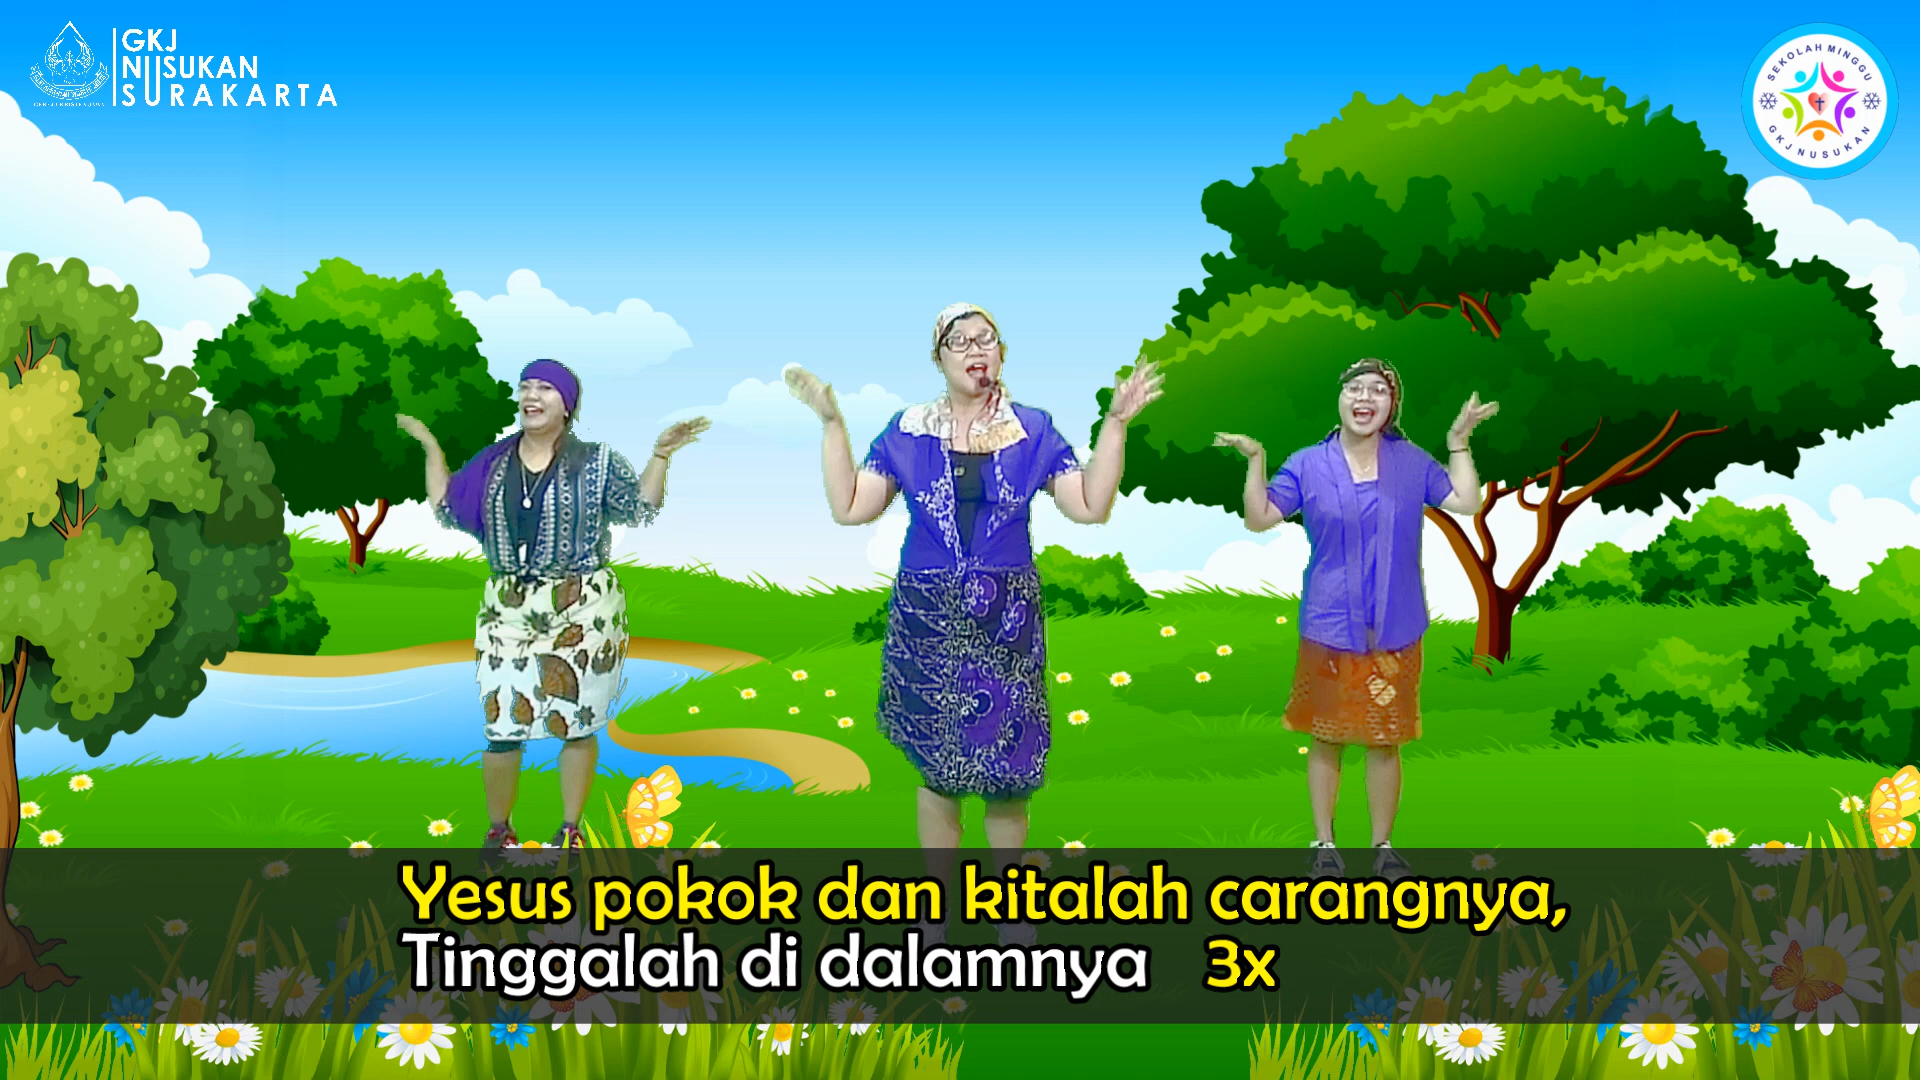 GKJ
NUSUKAN
SURAKARTA
SEKOLAH MINGGU
GKJ NUSUKAN
Yesus pokok dan kitalah carangnya,
Tinggalah di dalamnya 3x